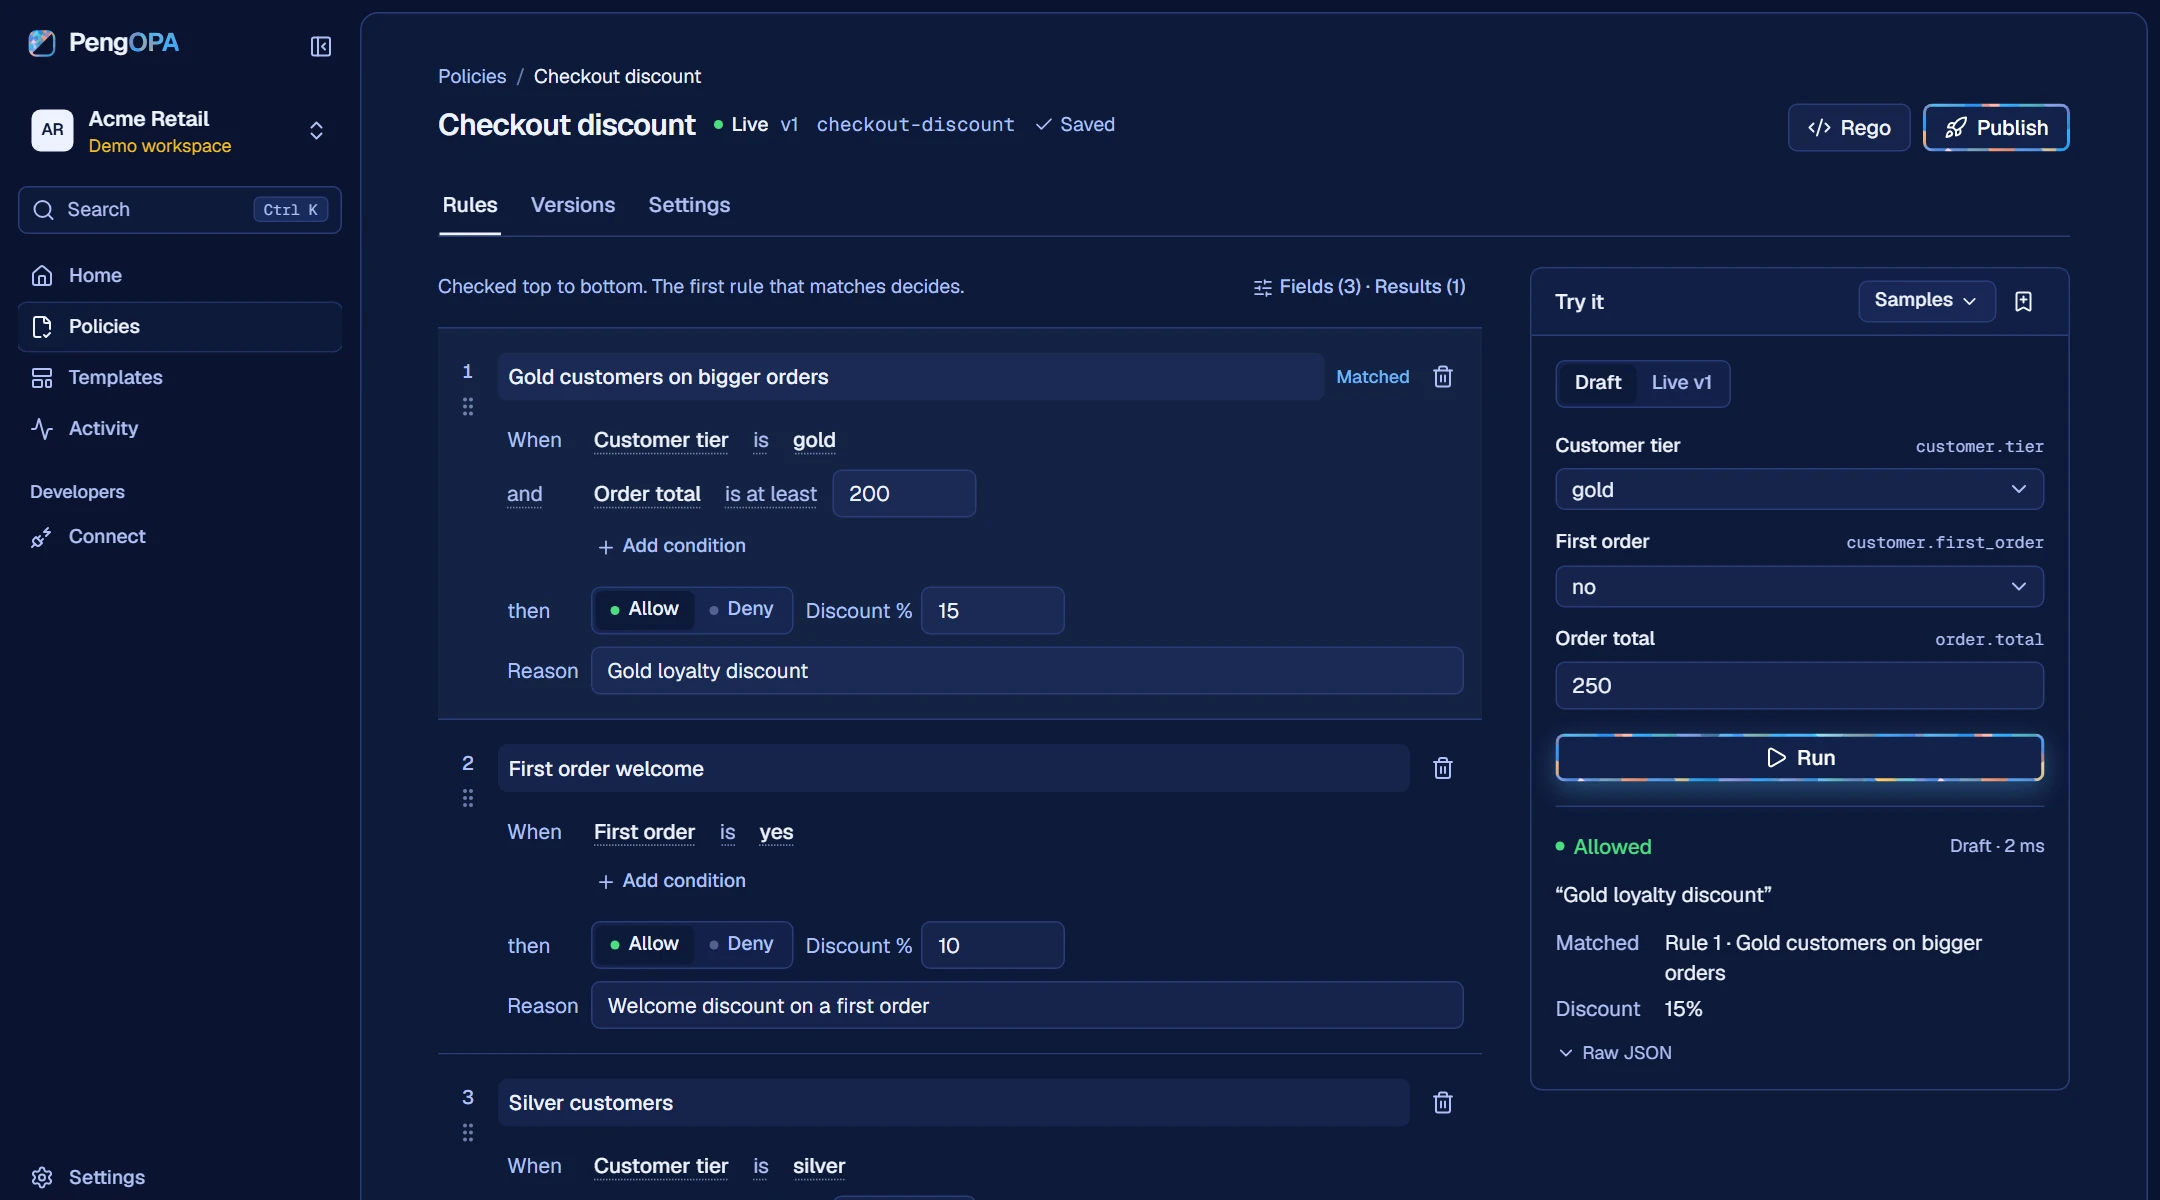 PengOPA
AR
Acme Retail
Demo workspace
Search
Ctrl K
Home
Policies
Templates
Activity
Developers
Connect
Settings
Policies / Checkout discount
Checkout discount
Live v1 checkout-discount Saved
Rego
Publish
Rules Versions Settings
Checked top to bottom. The first rule that matches decides.
Fields (3) · Results (1)
1 Gold customers on bigger orders Matched
When Customer tier is gold
and Order total is at least 200
Add condition
then Allow Deny Discount % 15
Reason Gold loyalty discount
2 First order welcome
When First order is yes
Add condition
then Allow Deny Discount % 10
Reason Welcome discount on a first order
3 Silver customers
When Customer tier is silver
Try it Samples
Draft Live v1
Customer tier customer.tier
gold
First order customer.first_order
no
Order total order.total
250
Run
Allowed Draft · 2 ms
“Gold loyalty discount”
Matched Rule 1 · Gold customers on bigger
orders
Discount 15%
Raw JSON